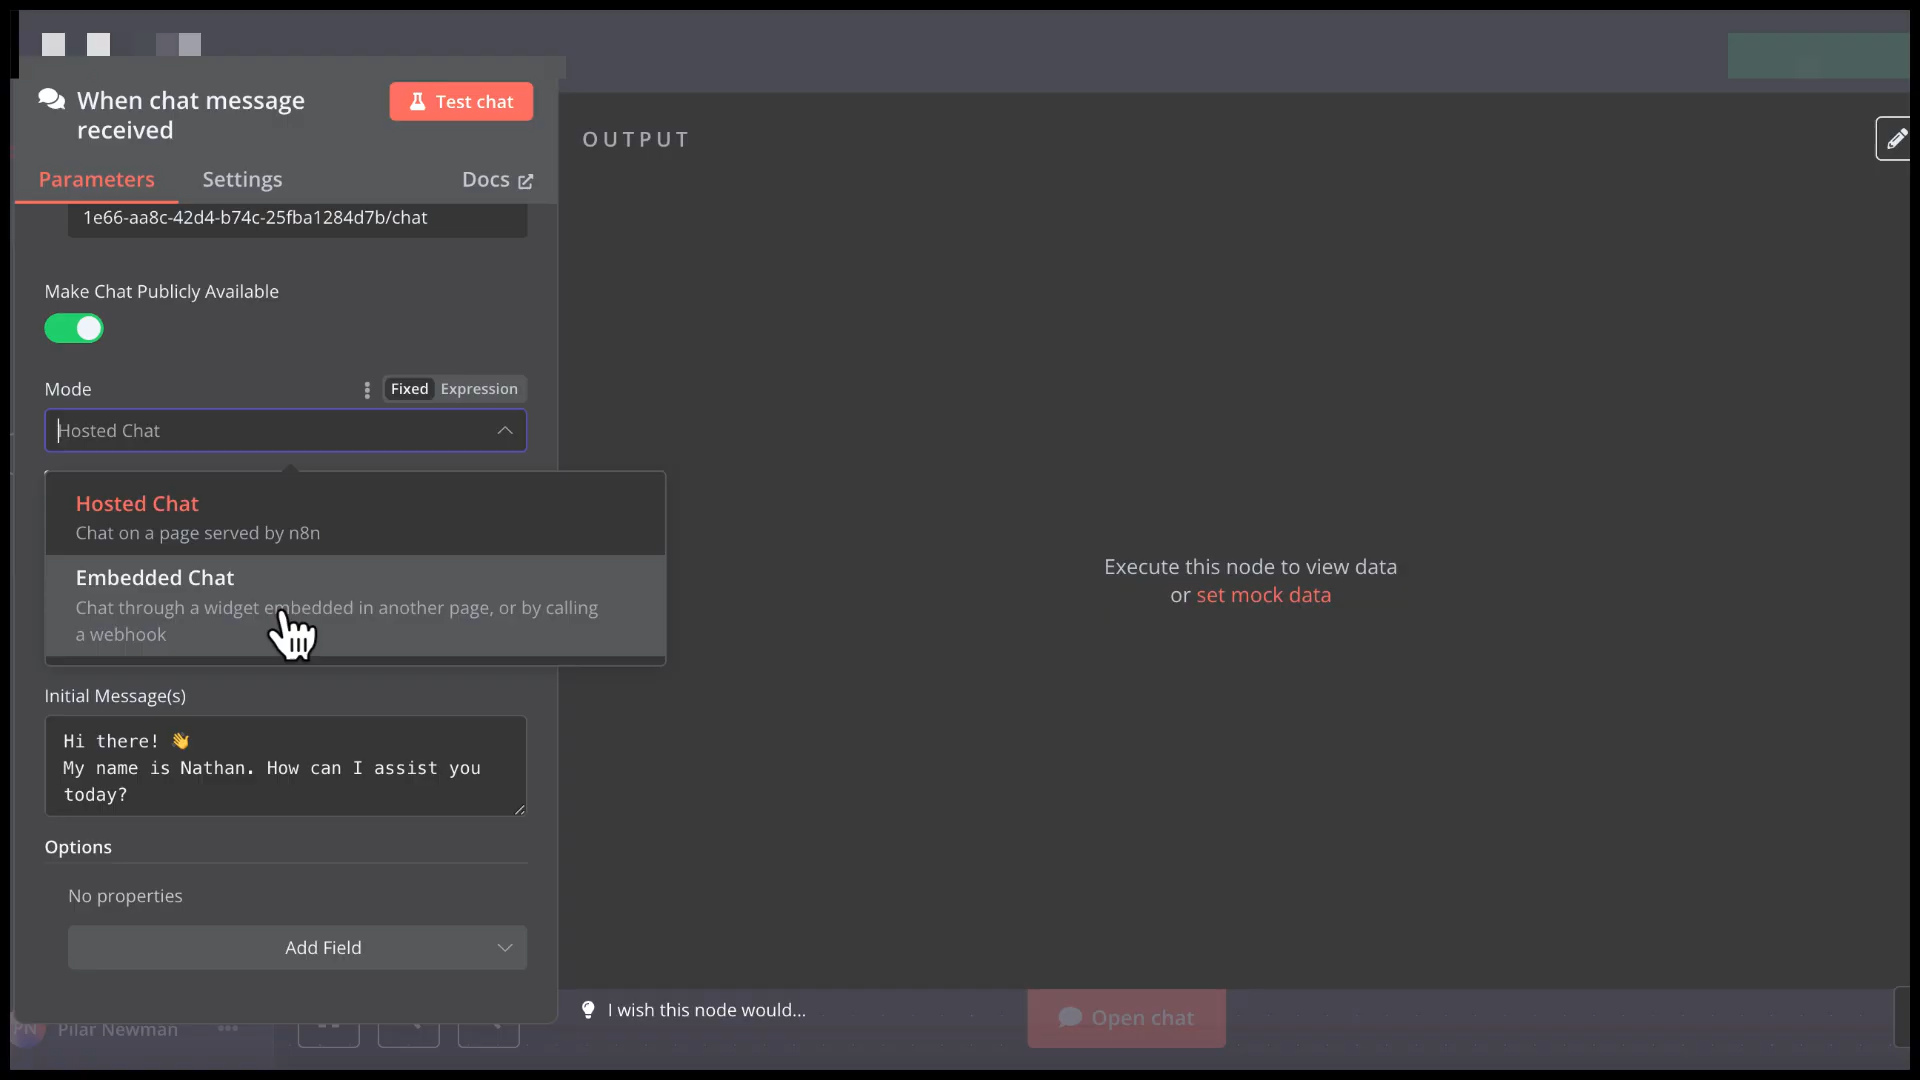 When chat message
received
Test chat
Parameters
Settings
Docs
1e66-aa8c-42d4-b74c-25fba1284d7b/chat
Make Chat Publicly Available
Mode
Fixed
Expression
Hosted Chat
Hosted Chat
Chat on a page served by n8n
Embedded Chat
Chat through a widget embedded in another page, or by calling
a webhook
Initial Message(s)
Hi there! 👋
My name is Nathan. How can I assist you
today?
Options
No properties
Add Field
OUTPUT
Execute this node to view data
or set mock data
I wish this node would...
Open chat
PN
Pilar Newman